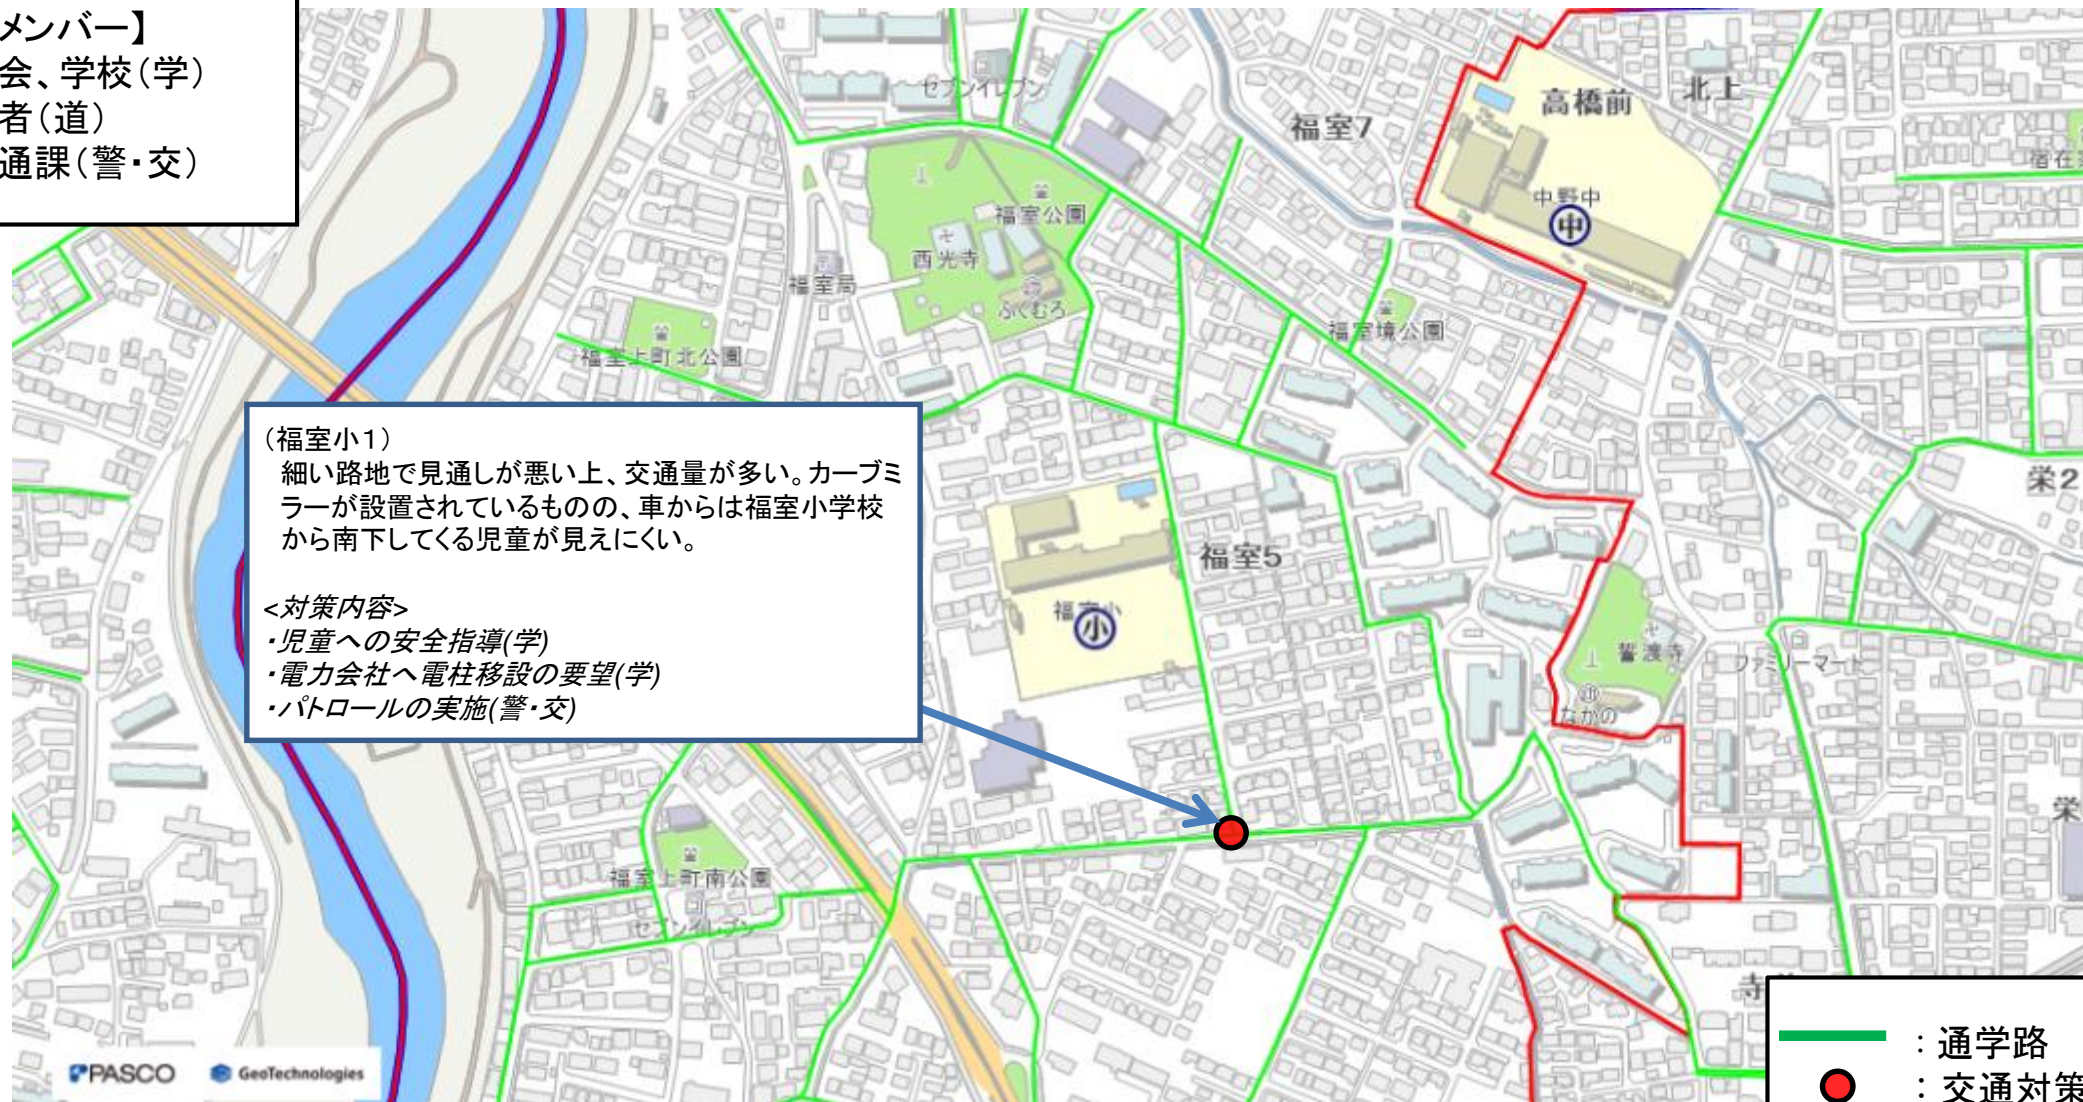 メンバー】
会、学校(学)
者(道)
通課(警・交)
セブンイレブン
福室7
高橋前
北上
中野中
中
福室公園
西光寺
ふくむろ
福室局
福室上町北公園
福室境公園
(福室小1)
細い路地で見通しが悪い上、交通量が多い。カーブミ
ラーが設置されているものの、車からは福室小学校
から南下してくる児童が見えにくい。
<対策内容>
・児童への安全指導(学)
・電力会社へ電柱移設の要望(学)
・パトロールの実施(警・交)
栄2
福室5
福室小
小
誓渡寺
ファミリーマート
なかの
栄
福室上町南公園
セブンイレブン
寺
PASCO
GeoTechnologies
:通学路
:交通対策